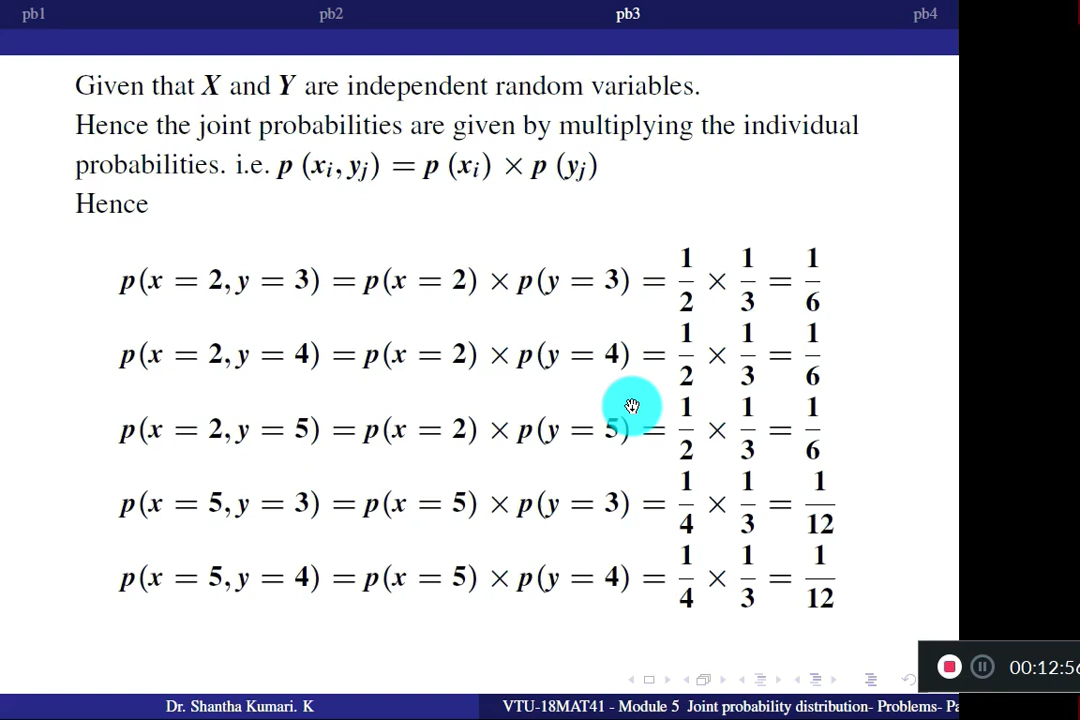 pb1 pb2 pb3 pb4
Given that X and Y are independent random variables.
Hence the joint probabilities are given by multiplying the individual
probabilities. i.e. p (xᵢ, yⱼ) = p (xᵢ) × p (yⱼ)
Hence
p(x = 2, y = 3) = p(x = 2) × p(y = 3) = 1/2 × 1/3 = 1/6
p(x = 2, y = 4) = p(x = 2) × p(y = 4) = 1/2 × 1/3 = 1/6
p(x = 2, y = 5) = p(x = 2) × p(y = 5) = 1/2 × 1/3 = 1/6
p(x = 5, y = 3) = p(x = 5) × p(y = 3) = 1/4 × 1/3 = 1/12
p(x = 5, y = 4) = p(x = 5) × p(y = 4) = 1/4 × 1/3 = 1/12
00:12:56
Dr. Shantha Kumari. K VTU-18MAT41 - Module 5 Joint probability distribution- Problems- Pa